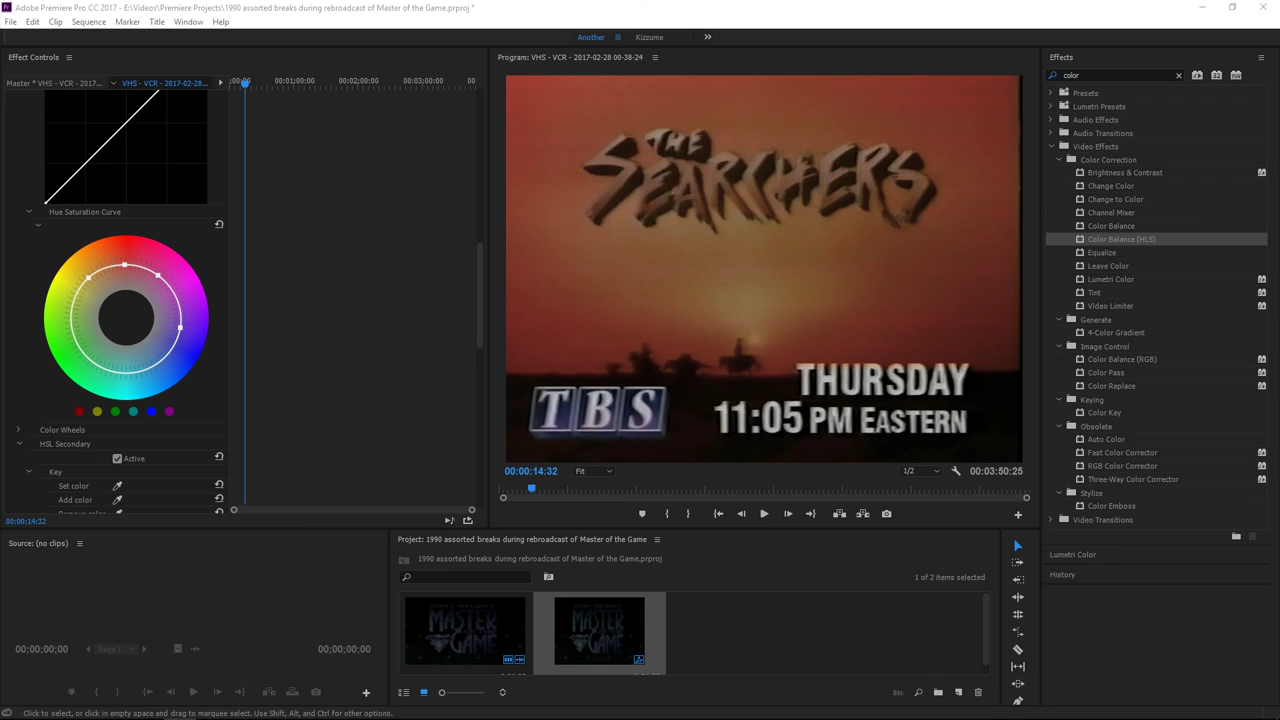 Adobe Premiere Pro CC 2017 - E:\Videos\Premiere Projects\1990 assorted breaks during rebroadcast of Master of the Game.prproj *
File Edit Clip Sequence Marker Title Window Help
Another Kizzume
Effect Controls
Master * VHS - VCR - 2017... VHS - VCR - 2017-02-28...
:00:00 00:01:00:00 00:02:00:00 00:03:00:00 00
Hue Saturation Curve
Color Wheels
HSL Secondary
Active
Key
Set color
Add color
00:00:14:32
Program: VHS - VCR - 2017-02-28 00-38-24
THE
SEARCHERS
TBS
THURSDAY
11:05 PM EASTERN
00:00:14:32 Fit 1/2 00:03:50:25
Effects
color
Presets
Lumetri Presets
Audio Effects
Audio Transitions
Video Effects
Color Correction
Brightness & Contrast
Change Color
Change to Color
Channel Mixer
Color Balance
Color Balance (HLS)
Equalize
Leave Color
Lumetri Color
Tint
Video Limiter
Generate
4-Color Gradient
Image Control
Color Balance (RGB)
Color Pass
Color Replace
Keying
Color Key
Obsolete
Auto Color
Fast Color Corrector
RGB Color Corrector
Three-Way Color Corrector
Stylize
Color Emboss
Video Transitions
Lumetri Color
History
Source: (no clips)
00;00;00;00 Page 1 00;00;00;00
Project: 1990 assorted breaks during rebroadcast of Master of the Game
1990 assorted breaks during rebroadcast of Master of the Game.prproj
1 of 2 items selected
MASTER
GAME
MASTER
GAME
Click to select, or click in empty space and drag to marquee select. Use Shift, Alt, and Ctrl for other options.